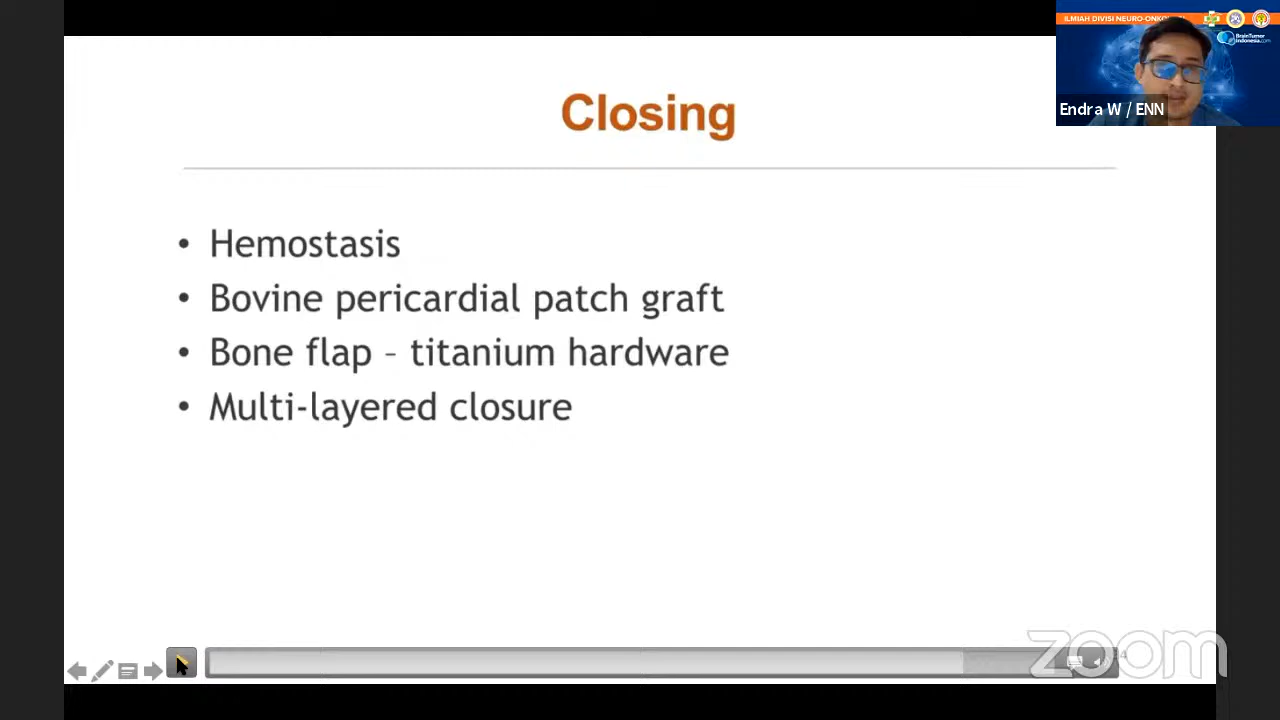 ILMIAH DIVISI NEURO-ONK
BrainTumor
Indonesia.com
Endra W / ENN
Closing
• Hemostasis
• Bovine pericardial patch graft
• Bone flap – titanium hardware
• Multi-layered closure
zoom